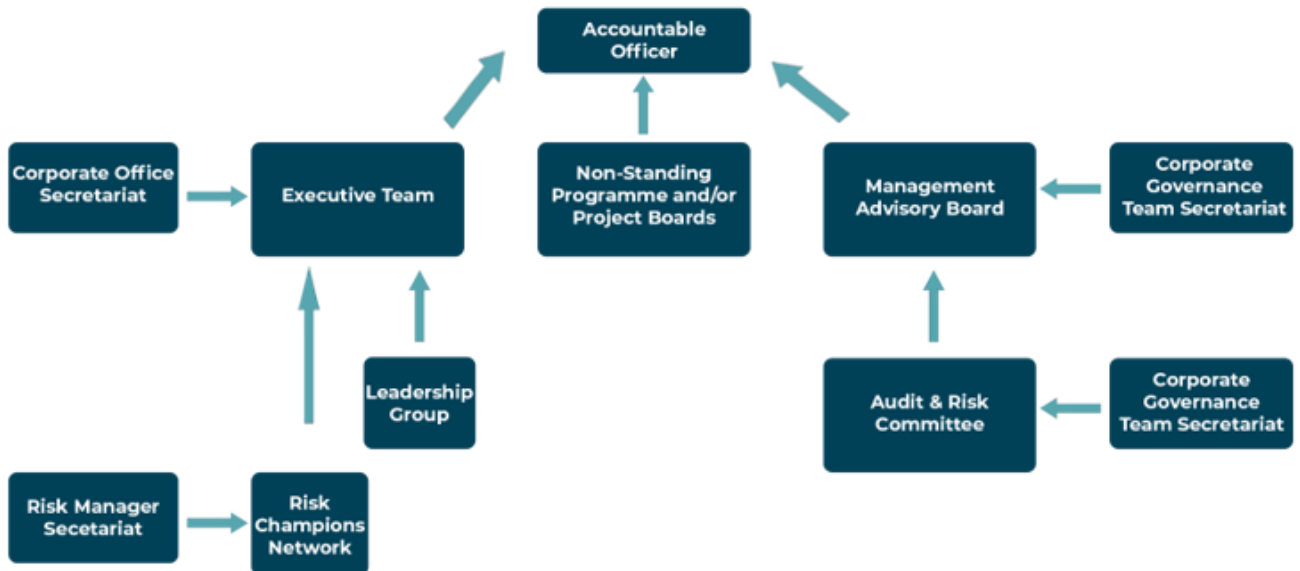 Accountable
Officer
Corporate Office
Secretariat
Executive Team
Non-Standing
Programme and/or
Project Boards
Management
Advisory Board
Corporate
Governance
Team Secretariat
Leadership
Group
Audit & Risk
Committee
Corporate
Governance
Team Secretariat
Risk Manager
Secetariat
Risk
Champions
Network